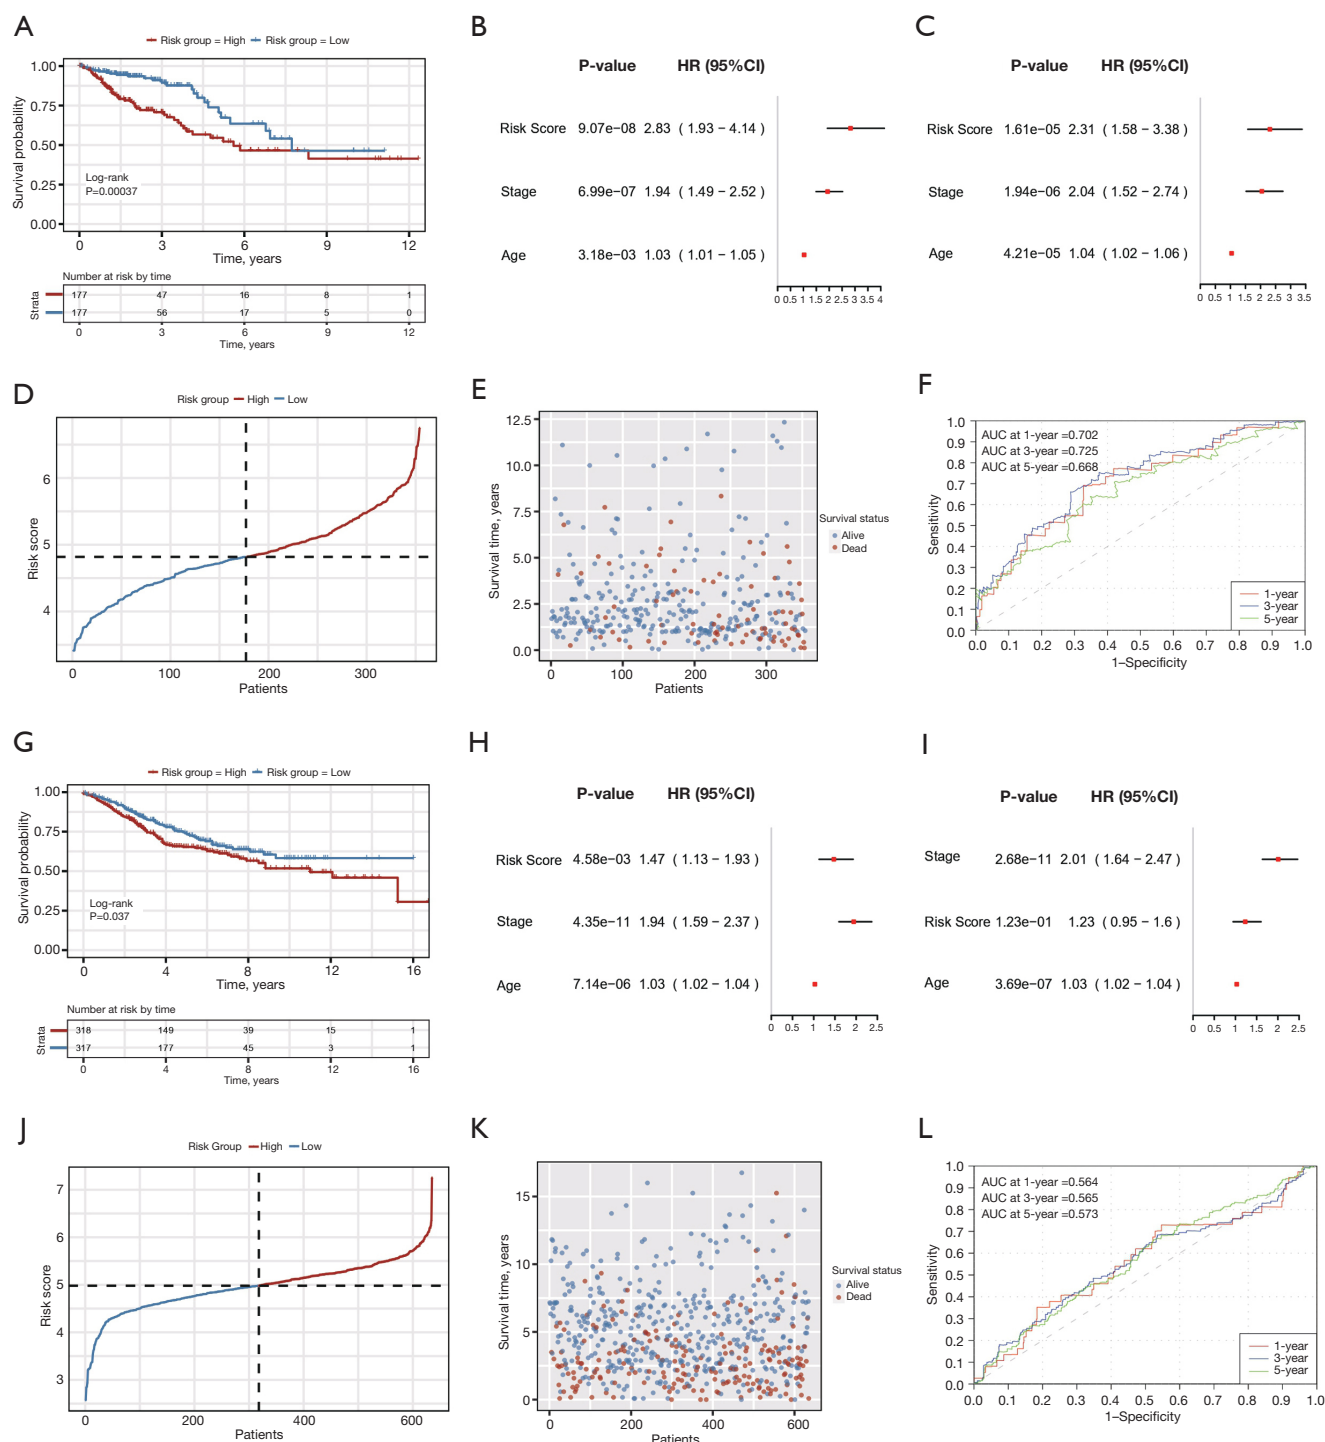 A
Risk group = High Risk group = Low
Survival probability
1.00
0.75
0.50
0.25
0.00
Log-rank
P=0.00037
0 3 6 9 12
Time, years
Number at risk by time
Strata
177 47 16 8 1
177 56 17 5 0
0 3 6 9 12
Time, years
B
P-value HR (95%CI)
Risk Score 9.07e-08 2.83 ( 1.93 – 4.14 )
Stage 6.99e-07 1.94 ( 1.49 – 2.52 )
Age 3.18e-03 1.03 ( 1.01 – 1.05 )
0 0.5 1 1.5 2 2.5 3 3.5 4
C
P-value HR (95%CI)
Risk Score 1.61e-05 2.31 ( 1.58 – 3.38 )
Stage 1.94e-06 2.04 ( 1.52 – 2.74 )
Age 4.21e-05 1.04 ( 1.02 – 1.06 )
0 0.5 1 1.5 2 2.5 3 3.5
D
Risk group High Low
Risk score
6
5
4
0 100 200 300
Patients
E
Survival time, years
12.5
10.0
7.5
5.0
2.5
0.0
0 100 200 300
Patients
Survival status
Alive
Dead
F
Sensitivity
1.0
0.9
0.8
0.7
0.6
0.5
0.4
0.3
0.2
0.1
0.0
AUC at 1-year =0.702
AUC at 3-year =0.725
AUC at 5-year =0.668
1-year
3-year
5-year
0.0 0.1 0.2 0.3 0.4 0.5 0.6 0.7 0.8 0.9 1.0
1–Specificity
G
Risk group = High Risk group = Low
Survival probability
1.00
0.75
0.50
0.25
0.00
Log-rank
P=0.037
0 4 8 12 16
Time, years
Number at risk by time
Strata
318 149 39 15 1
317 177 45 3 1
0 4 8 12 16
Time, years
H
P-value HR (95%CI)
Risk Score 4.58e-03 1.47 ( 1.13 – 1.93 )
Stage 4.35e-11 1.94 ( 1.59 – 2.37 )
Age 7.14e-06 1.03 ( 1.02 – 1.04 )
0 0.5 1 1.5 2 2.5
I
P-value HR (95%CI)
Stage 2.68e-11 2.01 ( 1.64 – 2.47 )
Risk Score 1.23e-01 1.23 ( 0.95 – 1.6 )
Age 3.69e-07 1.03 ( 1.02 – 1.04 )
0 0.5 1 1.5 2 2.5
J
Risk Group High Low
Risk score
7
6
5
4
3
0 200 400 600
Patients
K
Survival time, years
15
10
5
0
0 200 400 600
Patients
Survival status
Alive
Dead
L
Sensitivity
1.0
0.9
0.8
0.7
0.6
0.5
0.4
0.3
0.2
0.1
0.0
AUC at 1-year =0.564
AUC at 3-year =0.565
AUC at 5-year =0.573
1-year
3-year
5-year
0.0 0.1 0.2 0.3 0.4 0.5 0.6 0.7 0.8 0.9 1.0
1–Specificity